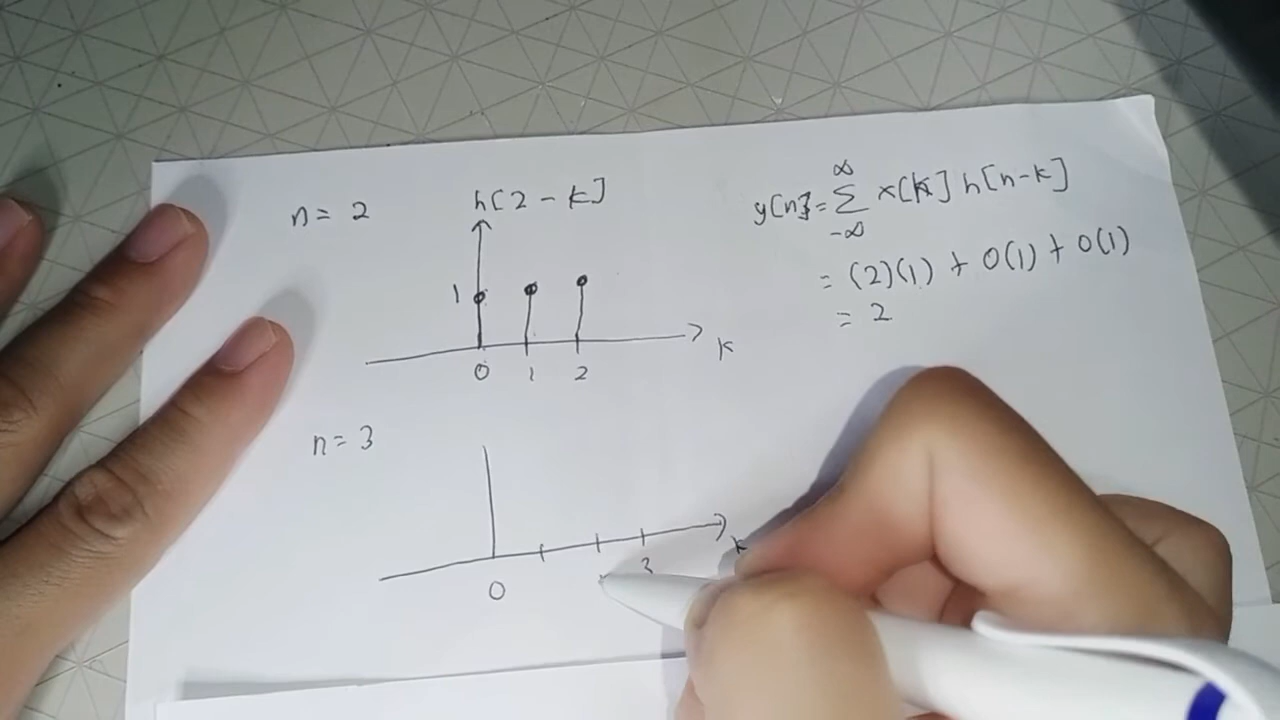 n = 2
h[2 - k]
y[n] = ∞ Σ -∞ x[k] h[n-k]
= (2)(1) + 0(1) + 0(1)
= 2
1
k
0 1 2
n = 3
k
0 3